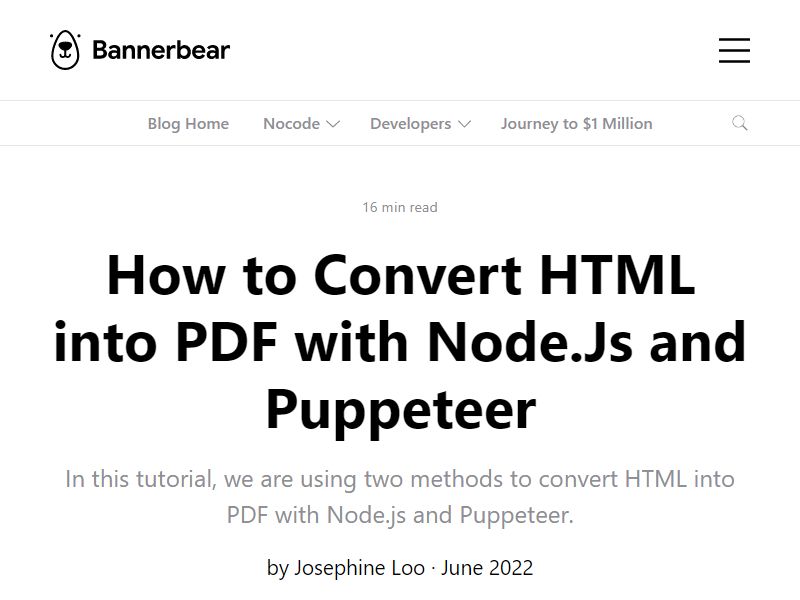 Bannerbear
Blog Home Nocode Developers Journey to $1 Million
16 min read
How to Convert HTML
into PDF with Node.Js and
Puppeteer
In this tutorial, we are using two methods to convert HTML into
PDF with Node.js and Puppeteer.
by Josephine Loo · June 2022